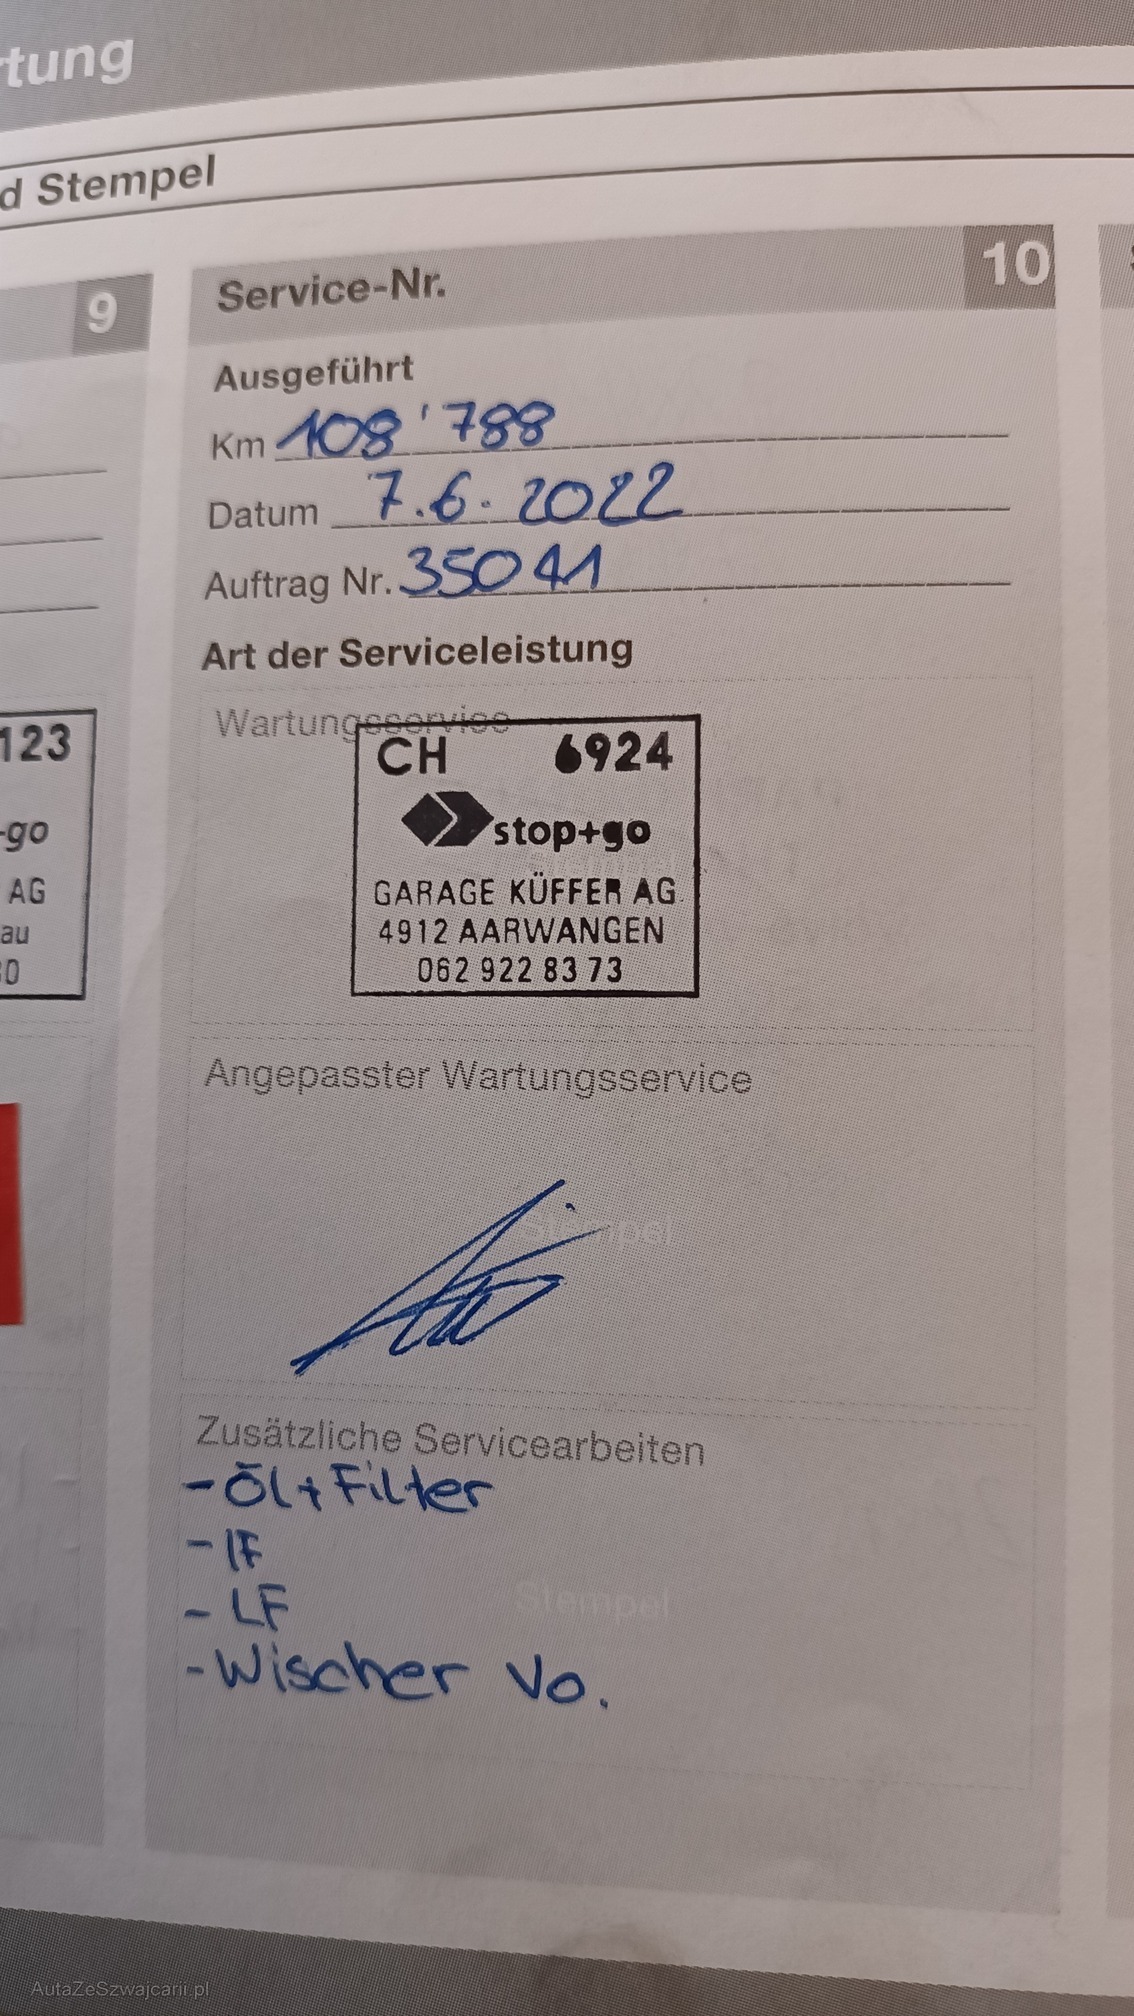 tung
d Stempel
9
123
-go
AG
au
30
Service-Nr. 10
Ausgeführt
Km 108'788
Datum 7.6.2022
Auftrag Nr. 35041
Art der Serviceleistung
Wartungsservice
CH 6924
stop+go
GARAGE KÜFFER AG
4912 AARWANGEN
062 922 83 73
Angepasster Wartungsservice
Stempel
Zusätzliche Servicearbeiten
- Öl + Filter
- IF
- LF
Stempel
- Wischer Vo.
AutaZeSzwajcarii.pl